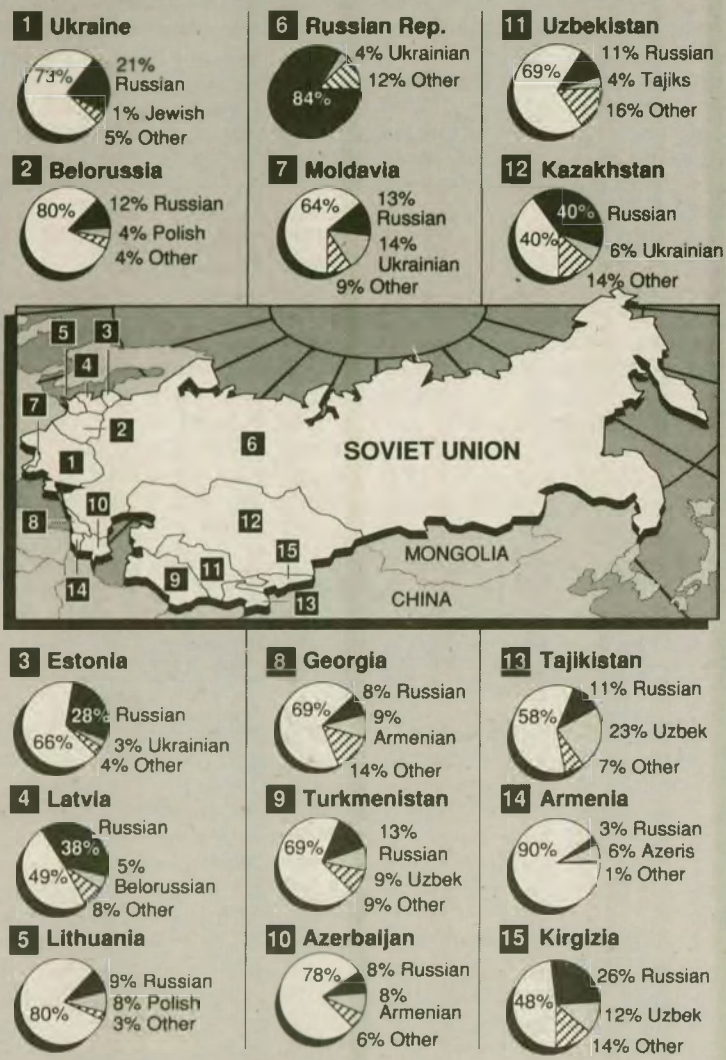 1 Ukraine
73%
21%
Russian
1% Jewish
5% Other
2 Belorussia
80%
12% Russian
4% Polish
4% Other
6 Russian Rep.
4% Ukrainian
12% Other
84%
7 Moldavia
64%
13%
Russian
14%
Ukrainian
9% Other
11 Uzbekistan
69%
11% Russian
4% Tajiks
16% Other
12 Kazakhstan
40%
Russian
40%
6% Ukrainian
14% Other
5
3
4
7
2
1
6
SOVIET UNION
8
10
12
14
9
11
15
13
MONGOLIA
CHINA
3 Estonia
28% Russian
66%
3% Ukrainian
4% Other
4 Latvia
Russian
38%
49%
5%
Belorussian
8% Other
5 Lithuania
9% Russian
8% Polish
80%
3% Other
8 Georgia
69%
8% Russian
9%
Armenian
14% Other
9 Turkmenistan
69%
13%
Russian
9% Uzbek
9% Other
10 Azerbaijan
78%
8% Russian
8%
Armenian
6% Other
13 Tajikistan
58%
11% Russian
23% Uzbek
7% Other
14 Armenia
90%
3% Russian
6% Azeris
1% Other
15 Kirgizia
48%
26% Russian
12% Uzbek
14% Other